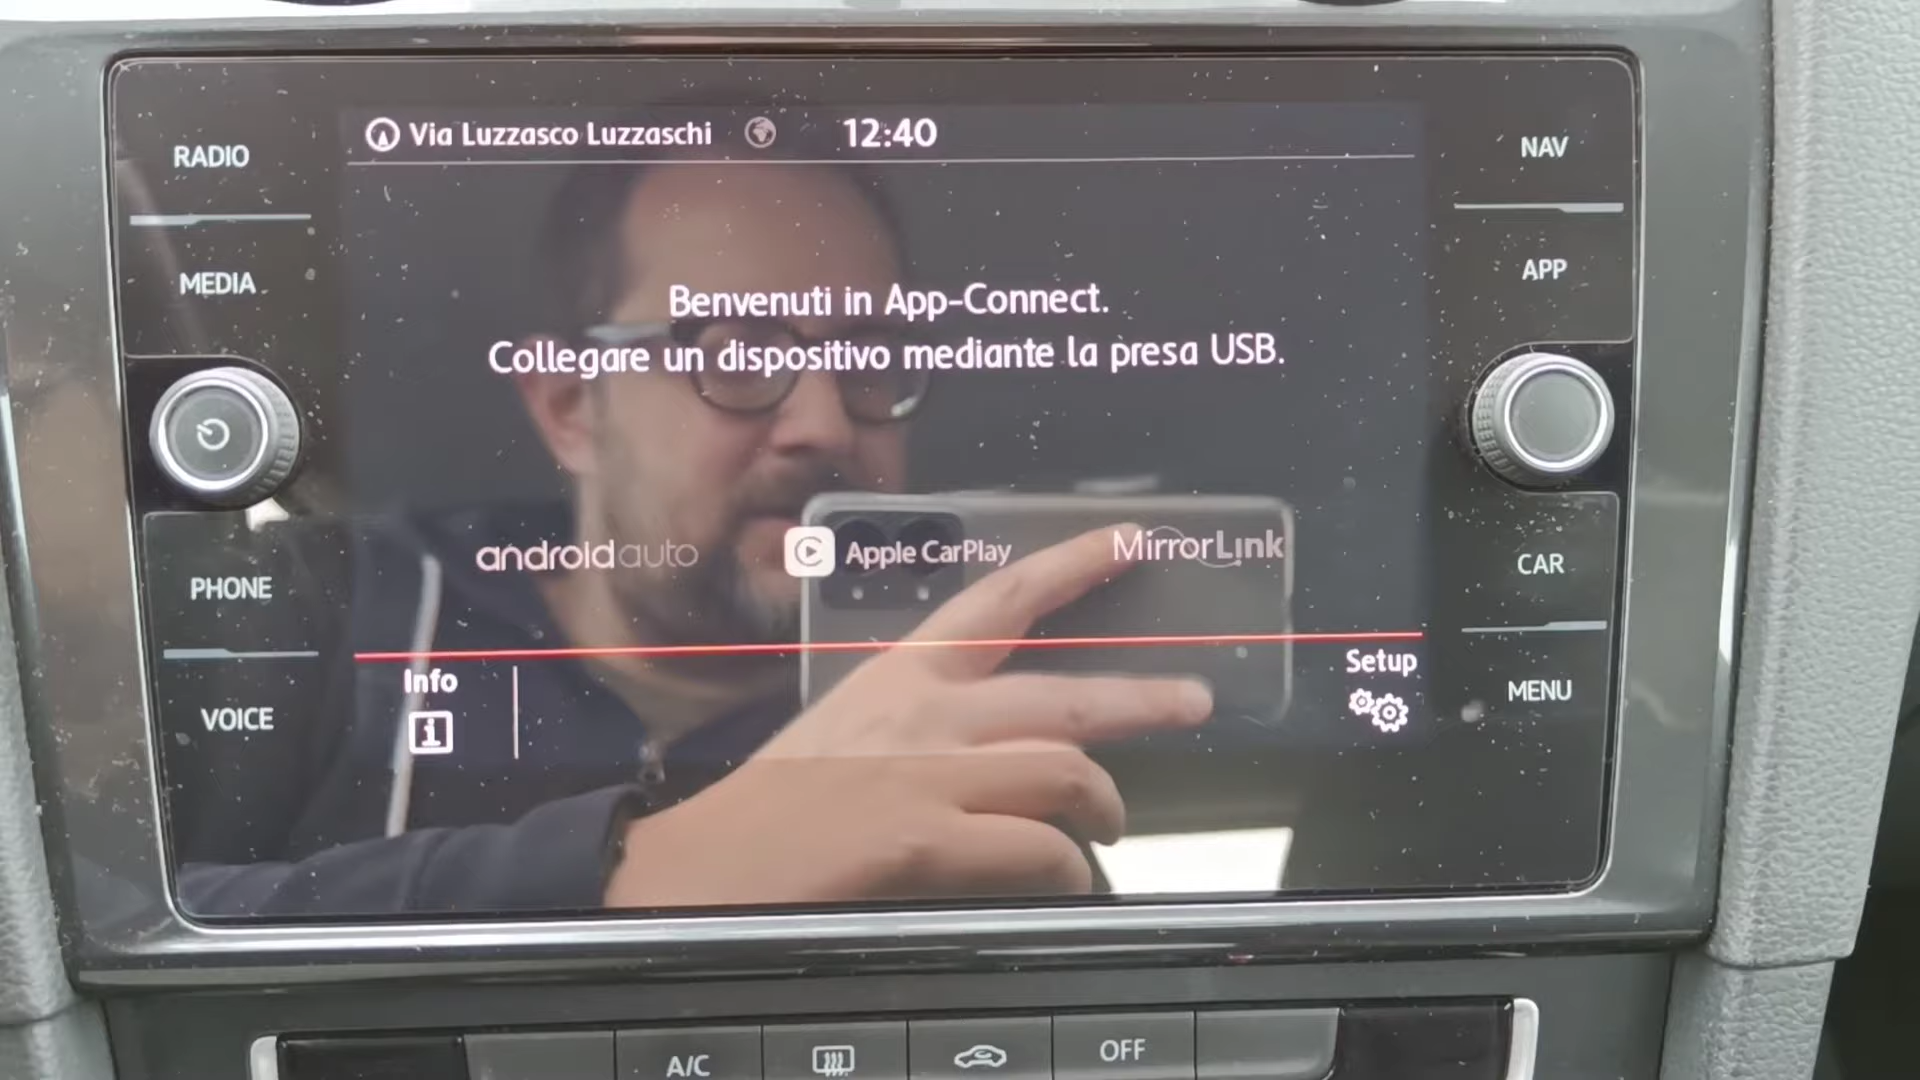 Via Luzzasco Luzzaschi 12:40
RADIO
NAV
MEDIA
APP
Benvenuti in App-Connect.
Collegare un dispositivo mediante la presa USB.
androidauto Apple CarPlay MirrorLink
PHONE
CAR
Info
Setup
VOICE
MENU
A/C
OFF